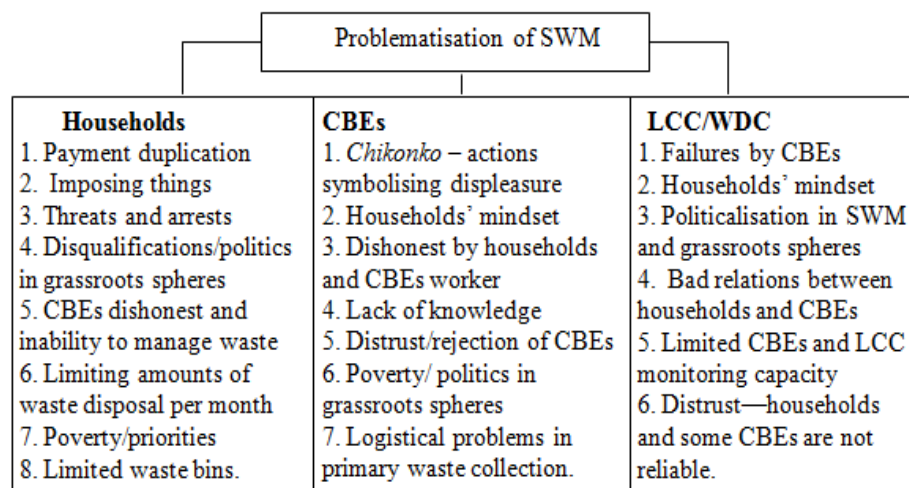 Problematisation of SWM
Households
1. Payment duplication
2. Imposing things
3. Threats and arrests
4. Disqualifications/politics
in grassroots spheres
5. CBEs dishonest and
inability to manage waste
6. Limiting amounts of
waste disposal per month
7. Poverty/priorities
8. Limited waste bins.
CBEs
1. Chikonko – actions
symbolising displeasure
2. Households’ mindset
3. Dishonest by households
and CBEs worker
4. Lack of knowledge
5. Distrust/rejection of CBEs
6. Poverty/ politics in
grassroots spheres
7. Logistical problems in
primary waste collection.
LCC/WDC
1. Failures by CBEs
2. Households’ mindset
3. Politicalisation in SWM
and grassroots spheres
4. Bad relations between
households and CBEs
5. Limited CBEs and LCC
monitoring capacity
6. Distrust—households
and some CBEs are not
reliable.